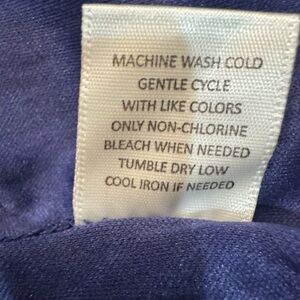 MACHINE WASH COLD
GENTLE CYCLE
WITH LIKE COLORS
ONLY NON-CHLORINE
BLEACH WHEN NEEDED
TUMBLE DRY LOW
COOL IRON IF NEEDED